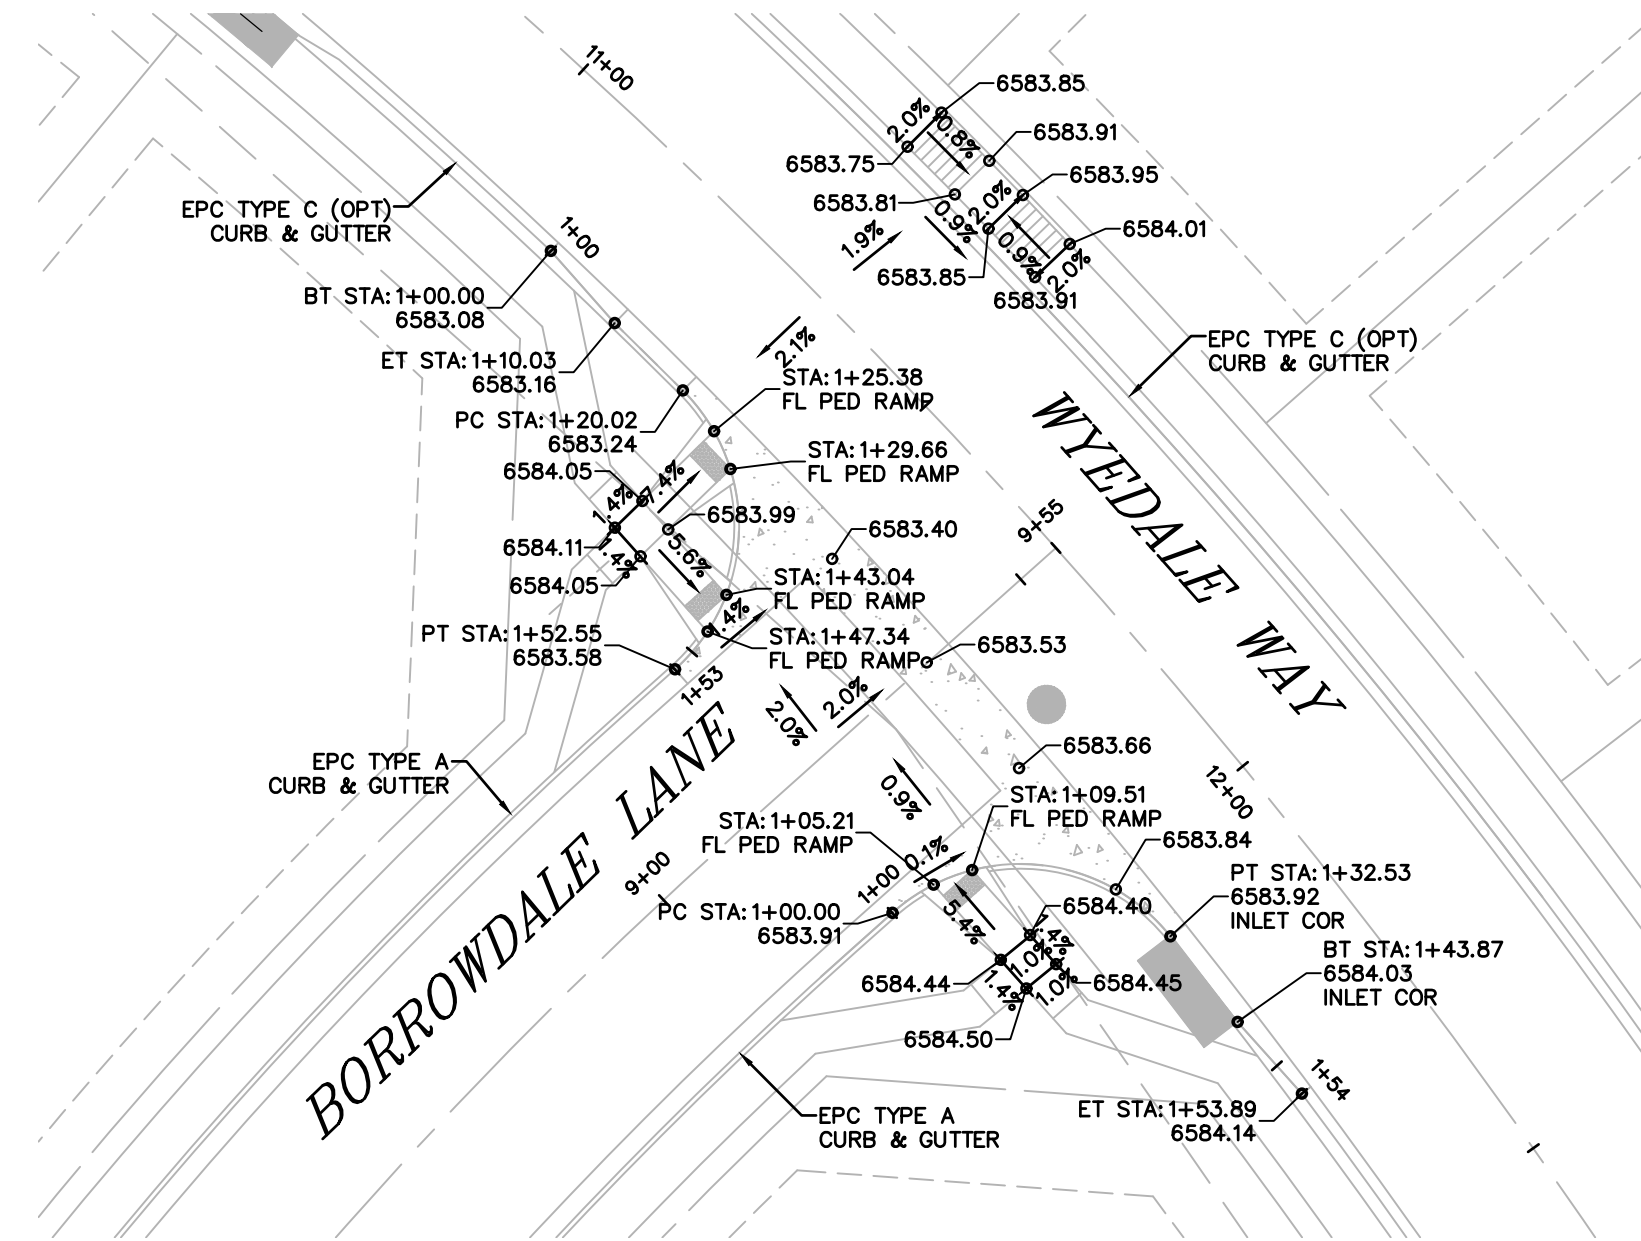 11+00
6583.85
2.0%
0.8%
6583.91
6583.75
6583.95
6583.81
2.0%
0.9%
1.9%
6584.01
0.9%
2.0%
6583.85
6583.91
EPC TYPE C (OPT)
CURB & GUTTER
1+00
BT STA:1+00.00
6583.08
EPC TYPE C (OPT)
CURB & GUTTER
ET STA:1+10.03
6583.16
2.1%
STA:1+25.38
FL PED RAMP
PC STA:1+20.02
6583.24
STA:1+29.66
FL PED RAMP
6584.05
7.4%
1.4%
6583.99
6583.40
9+55
WYEDALE WAY
6584.11
1.4%
5.6%
6584.05
STA:1+43.04
FL PED RAMP
1.4%
PT STA:1+52.55
6583.58
STA:1+47.34
FL PED RAMP
6583.53
1+53
2.0%
2.0%
6583.66
EPC TYPE A
CURB & GUTTER
12+00
0.9%
STA:1+09.51
FL PED RAMP
STA:1+05.21
FL PED RAMP
6583.84
0.1%
9+00
1+00
PT STA:1+32.53
6583.92
INLET COR
PC STA:1+00.00
6583.91
5.4%
6584.40
1.4%
1.0%
BT STA:1+43.87
6584.03
INLET COR
6584.44
1.4%
1.0%
6584.45
6584.50
BORROWDALE LANE
1+54
ET STA:1+53.89
6584.14
EPC TYPE A
CURB & GUTTER